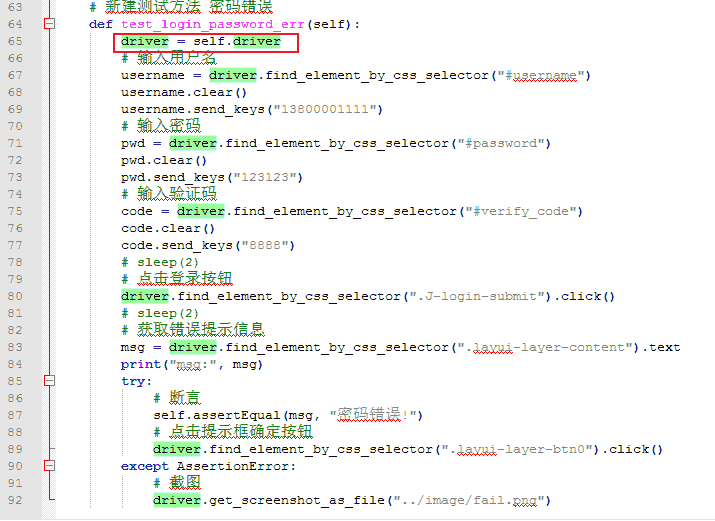 63 # 新建测试方法 密码错误
64 def test_login_password_err(self):
65 driver = self.driver
66 # 输入用户名
67 username = driver.find_element_by_css_selector("#username")
68 username.clear()
69 username.send_keys("13800001111")
70 # 输入密码
71 pwd = driver.find_element_by_css_selector("#password")
72 pwd.clear()
73 pwd.send_keys("123123")
74 # 输入验证码
75 code = driver.find_element_by_css_selector("#verify_code")
76 code.clear()
77 code.send_keys("8888")
78 # sleep(2)
79 # 点击登录按钮
80 driver.find_element_by_css_selector(".J-login-submit").click()
81 # sleep(2)
82 # 获取错误提示信息
83 msg = driver.find_element_by_css_selector(".layui-layer-content").text
84 print("msg:", msg)
85 try:
86 # 断言
87 self.assertEqual(msg, "密码错误!")
88 # 点击提示框确定按钮
89 driver.find_element_by_css_selector(".layui-layer-btn0").click()
90 except AssertionError:
91 # 截图
92 driver.get_screenshot_as_file("../image/fail.png")